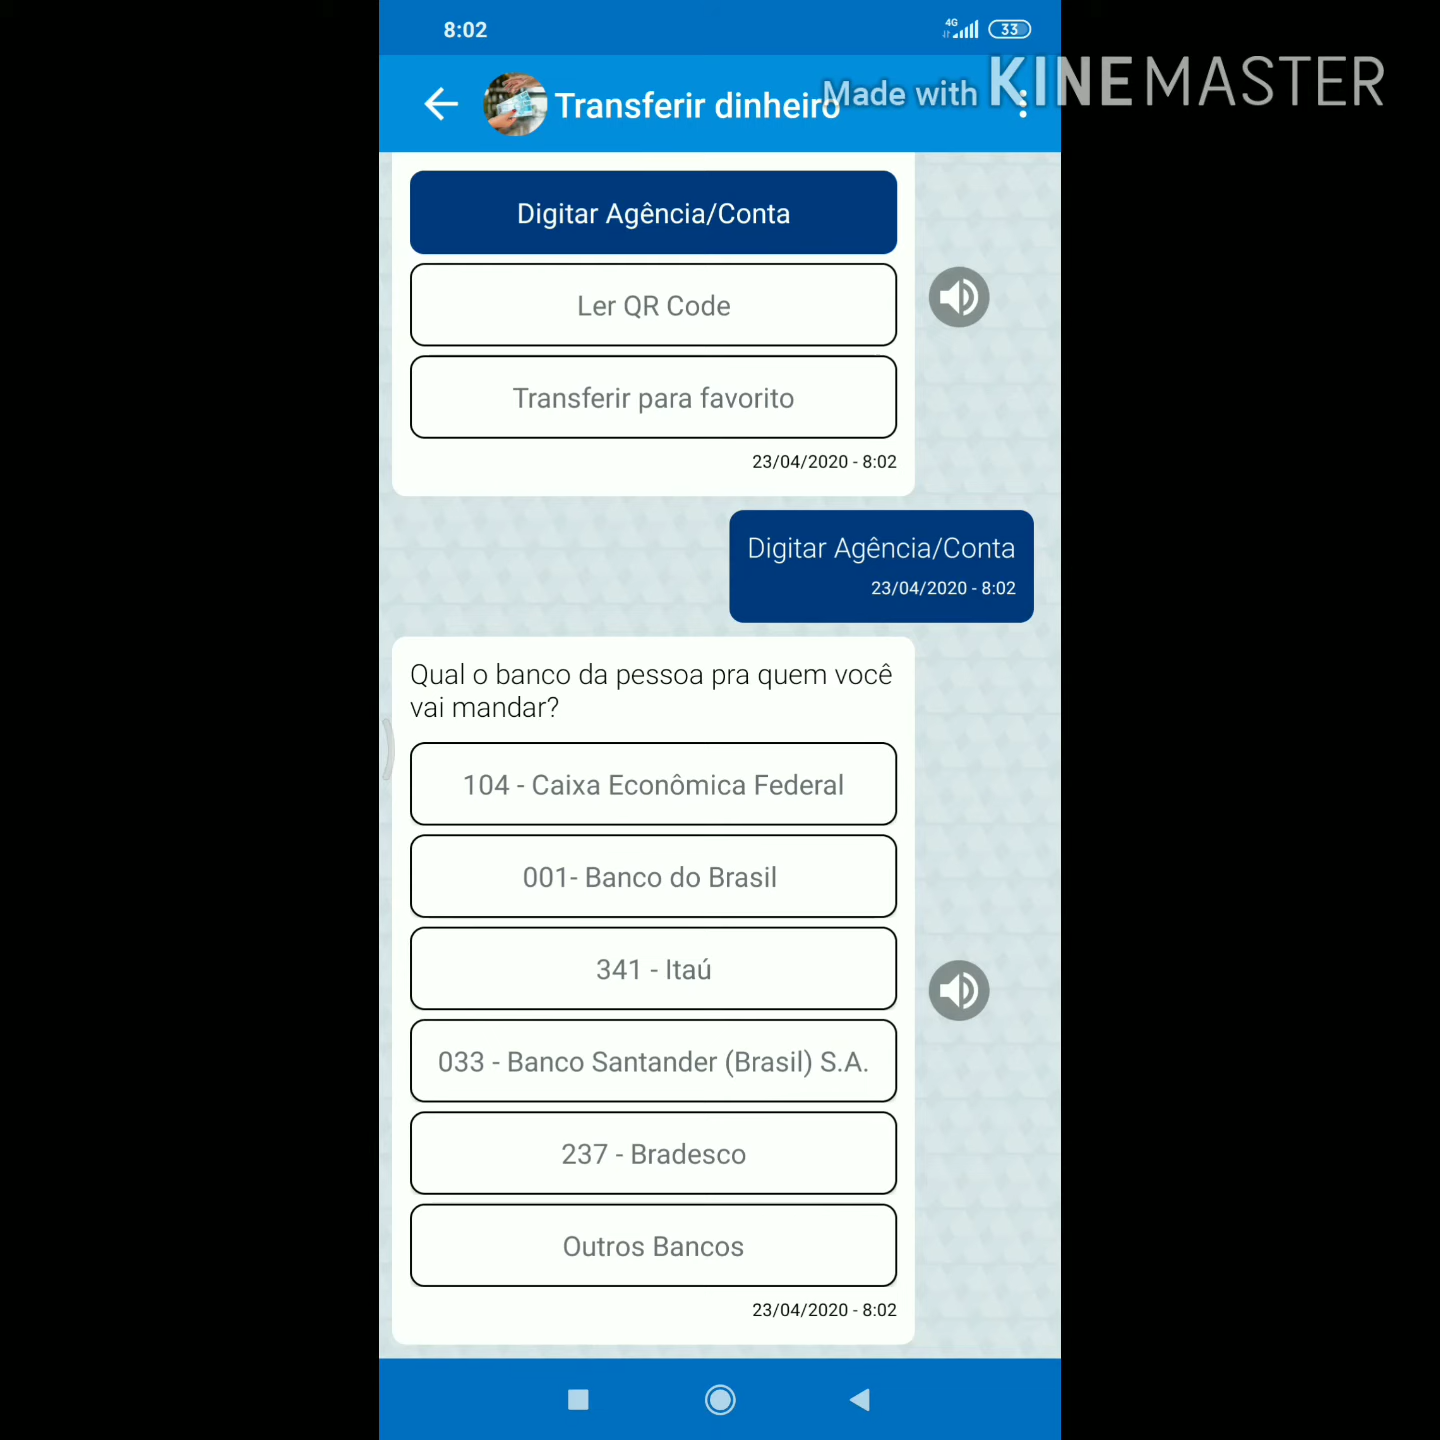 8:02
4G
33
Transferir dinheiro
Made with KINEMASTER
Digitar Agência/Conta
Ler QR Code
Transferir para favorito
23/04/2020 - 8:02
Digitar Agência/Conta
23/04/2020 - 8:02
Qual o banco da pessoa pra quem você
vai mandar?
104 - Caixa Econômica Federal
001- Banco do Brasil
341 - Itaú
033 - Banco Santander (Brasil) S.A.
237 - Bradesco
Outros Bancos
23/04/2020 - 8:02